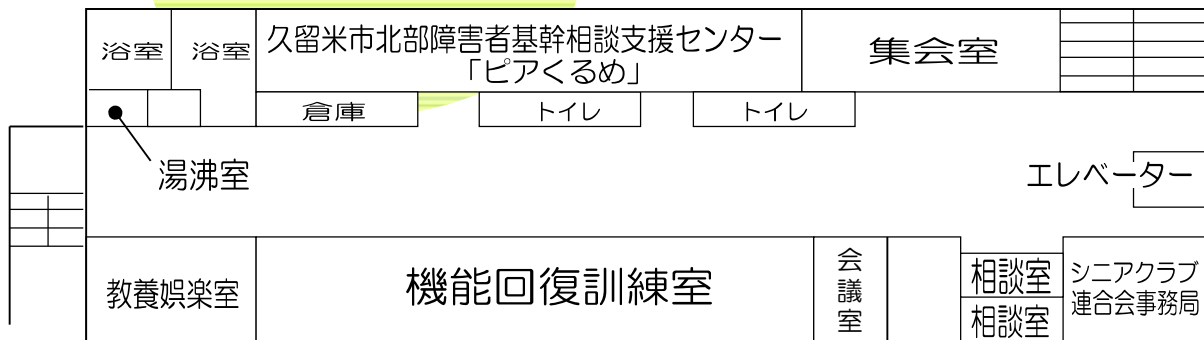 浴室
浴室
久留米市北部障害者基幹相談支援センター
「ピアくるめ」
集会室
倉庫
トイレ
トイレ
湯沸室
エレベーター
教養娯楽室
機能回復訓練室
会議室
相談室
相談室
シニアクラブ
連合会事務局